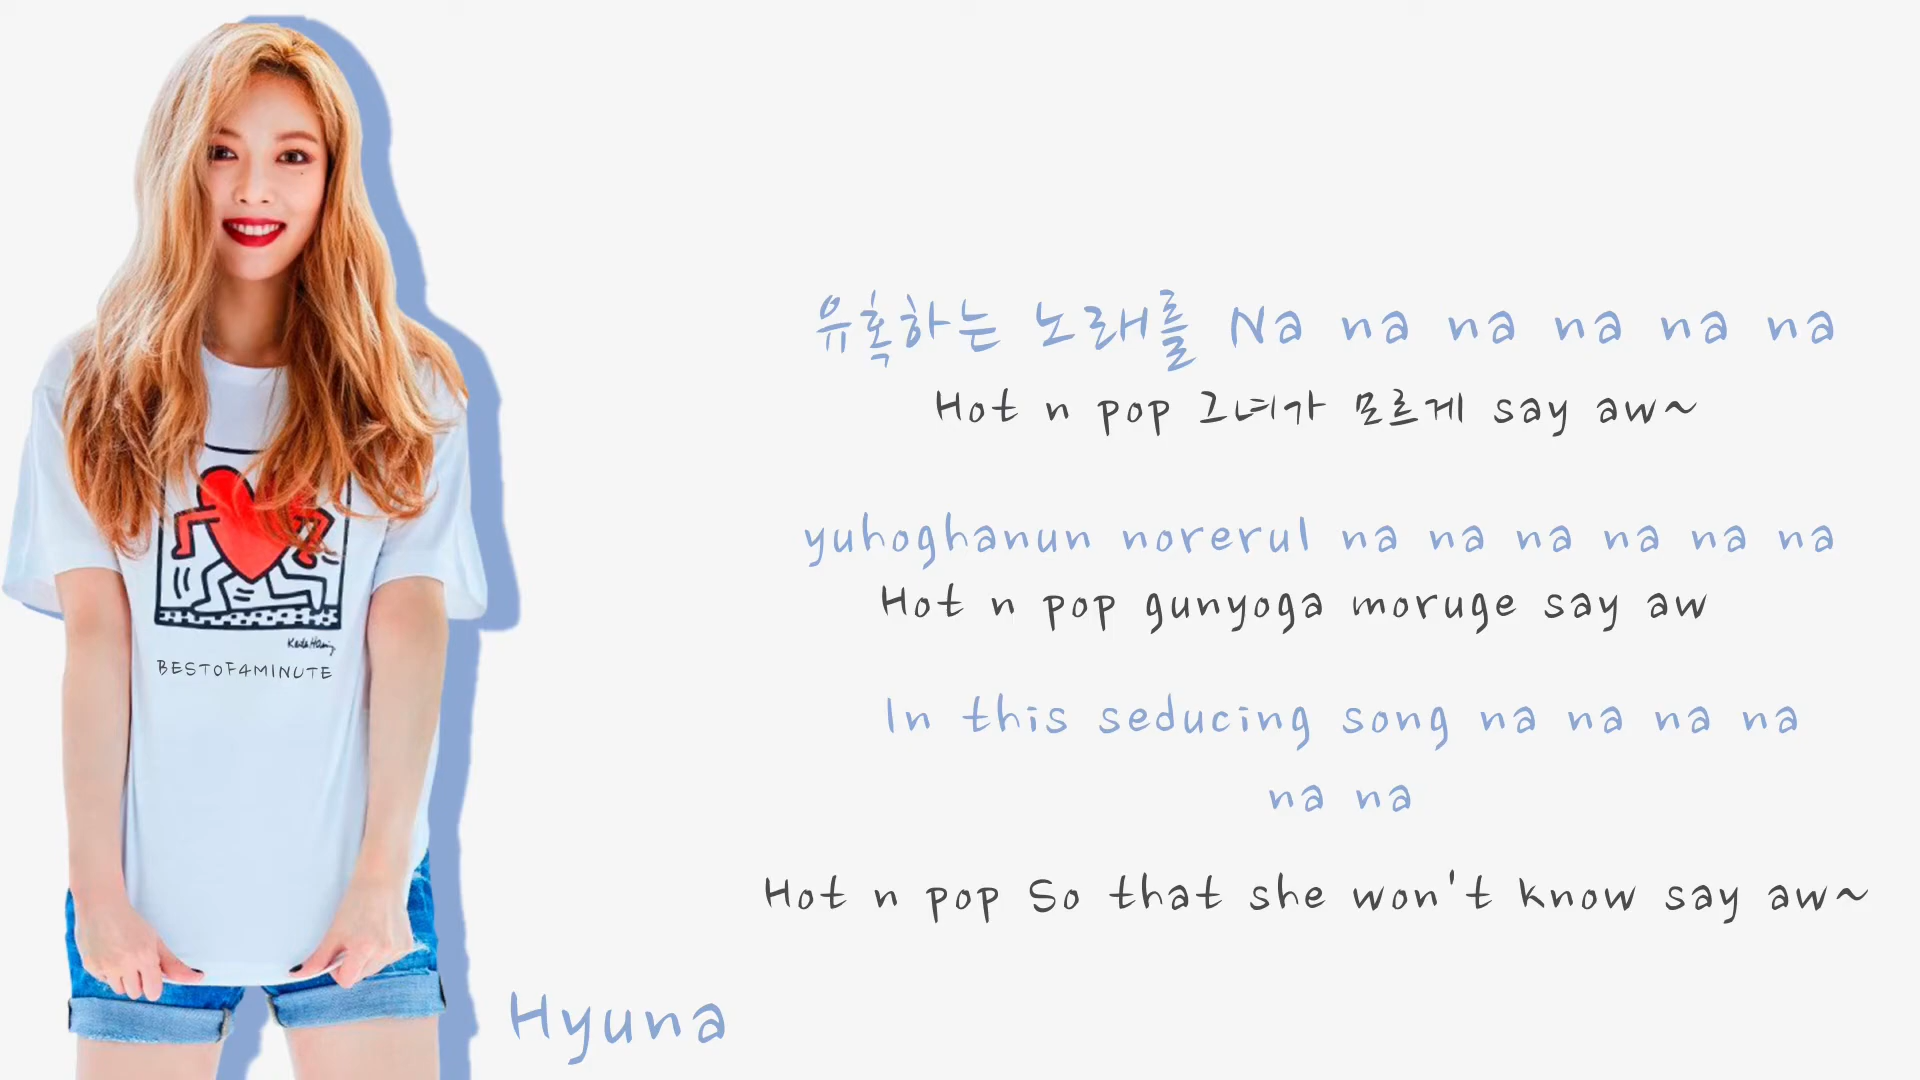 유혹하는 노래를 Na na na na na na
Hot n pop 그녀가 모르게 say aw~
yuhoghanun norerul na na na na na na
Hot n pop gunyoga moruge say aw
In this seducing song na na na na
na na
Hot n pop So that she won't know say aw~
Keith Haring
BESTOF4MINUTE
Hyuna